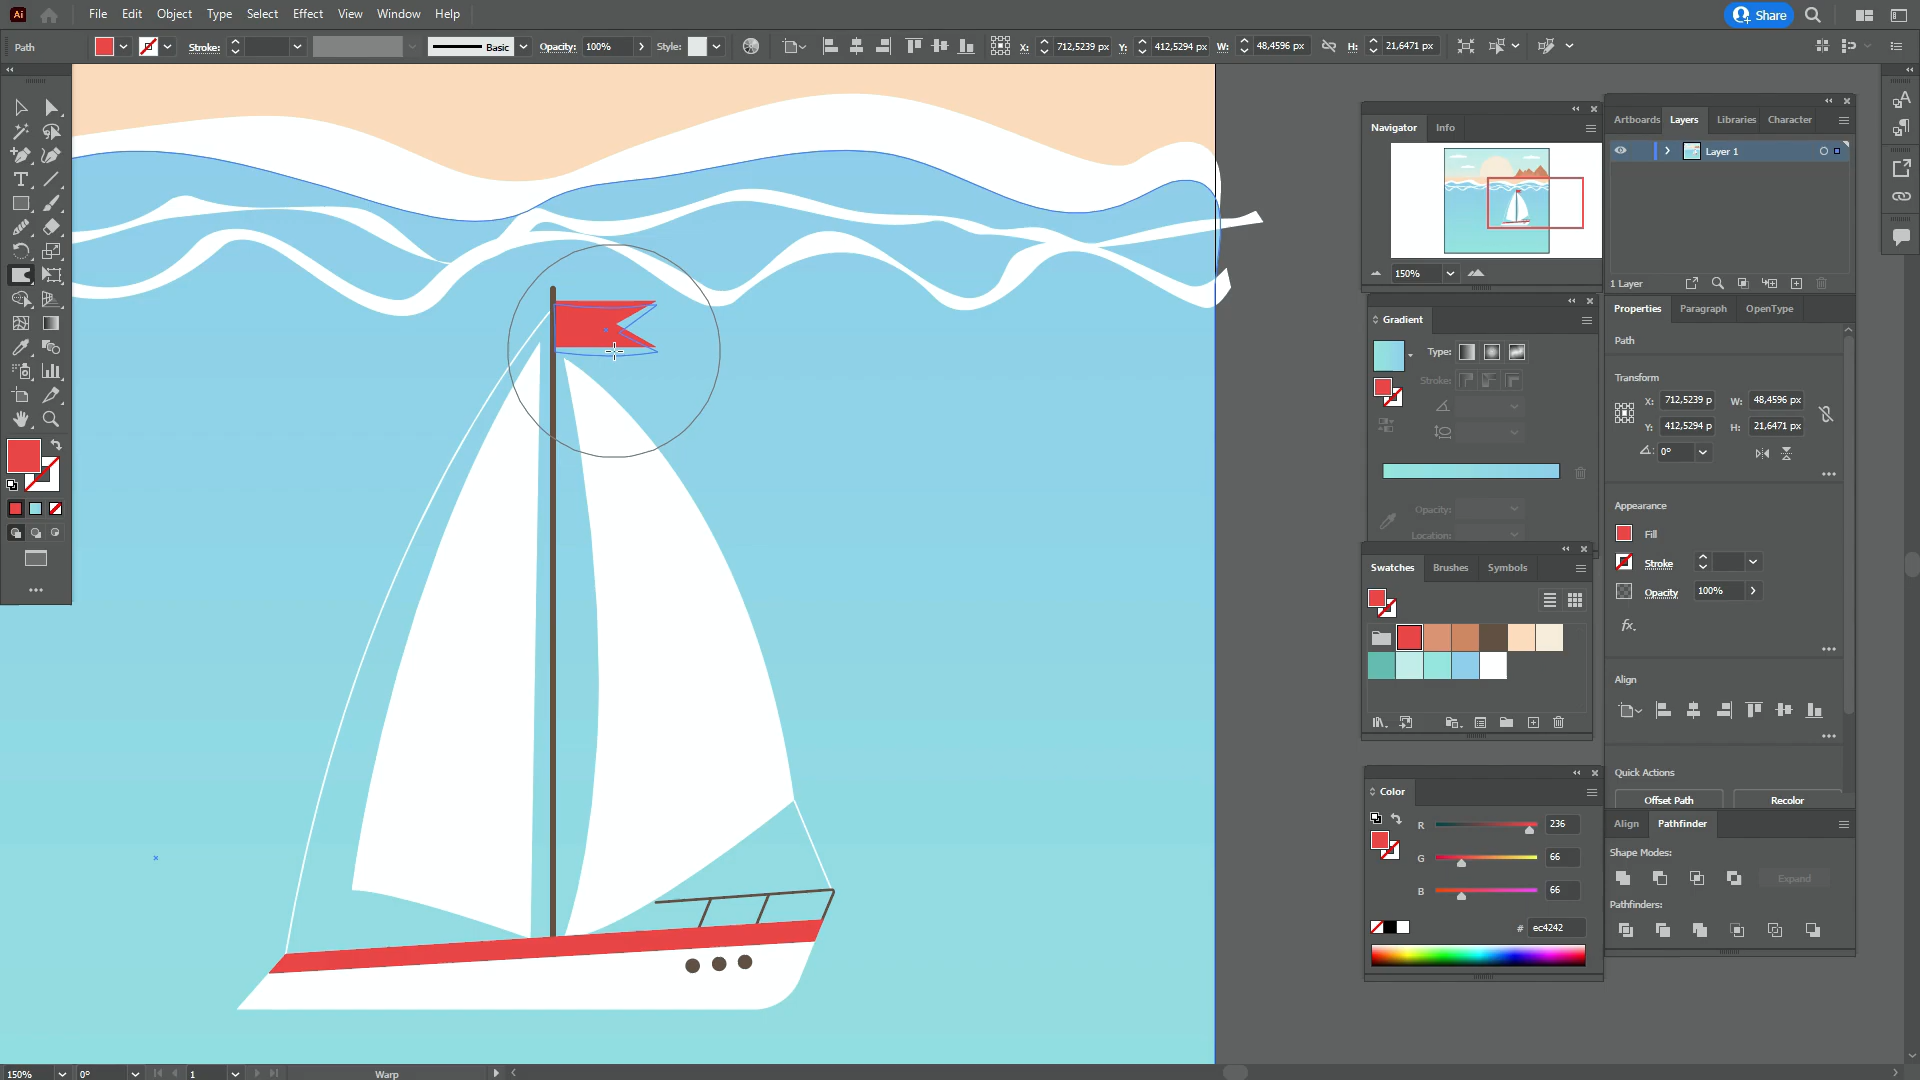 Ai
File Edit Object Type Select Effect View Window Help
Share
Path
Stroke:
Basic
Opacity: 100%
Style:
X: 712,5239 px
Y: 412,5294 px
W: 48,4596 px
H: 21,6471 px
Navigator Info
150%
Artboards Layers Libraries Character
Layer 1
1 Layer
Gradient
Type:
Stroke:
Opacity:
Location:
Properties Paragraph OpenType
Path
Transform
X: 712,5239 p W: 48,4596 px
Y: 412,5294 p H: 21,6471 px
0°
Appearance
Fill
Stroke
Opacity 100%
fx.
Align
Quick Actions
Offset Path Recolor
Swatches Brushes Symbols
Color
R 236
G 66
B 66
# ec4242
Align Pathfinder
Shape Modes:
Expand
Pathfinders:
150% 0° 1 Warp